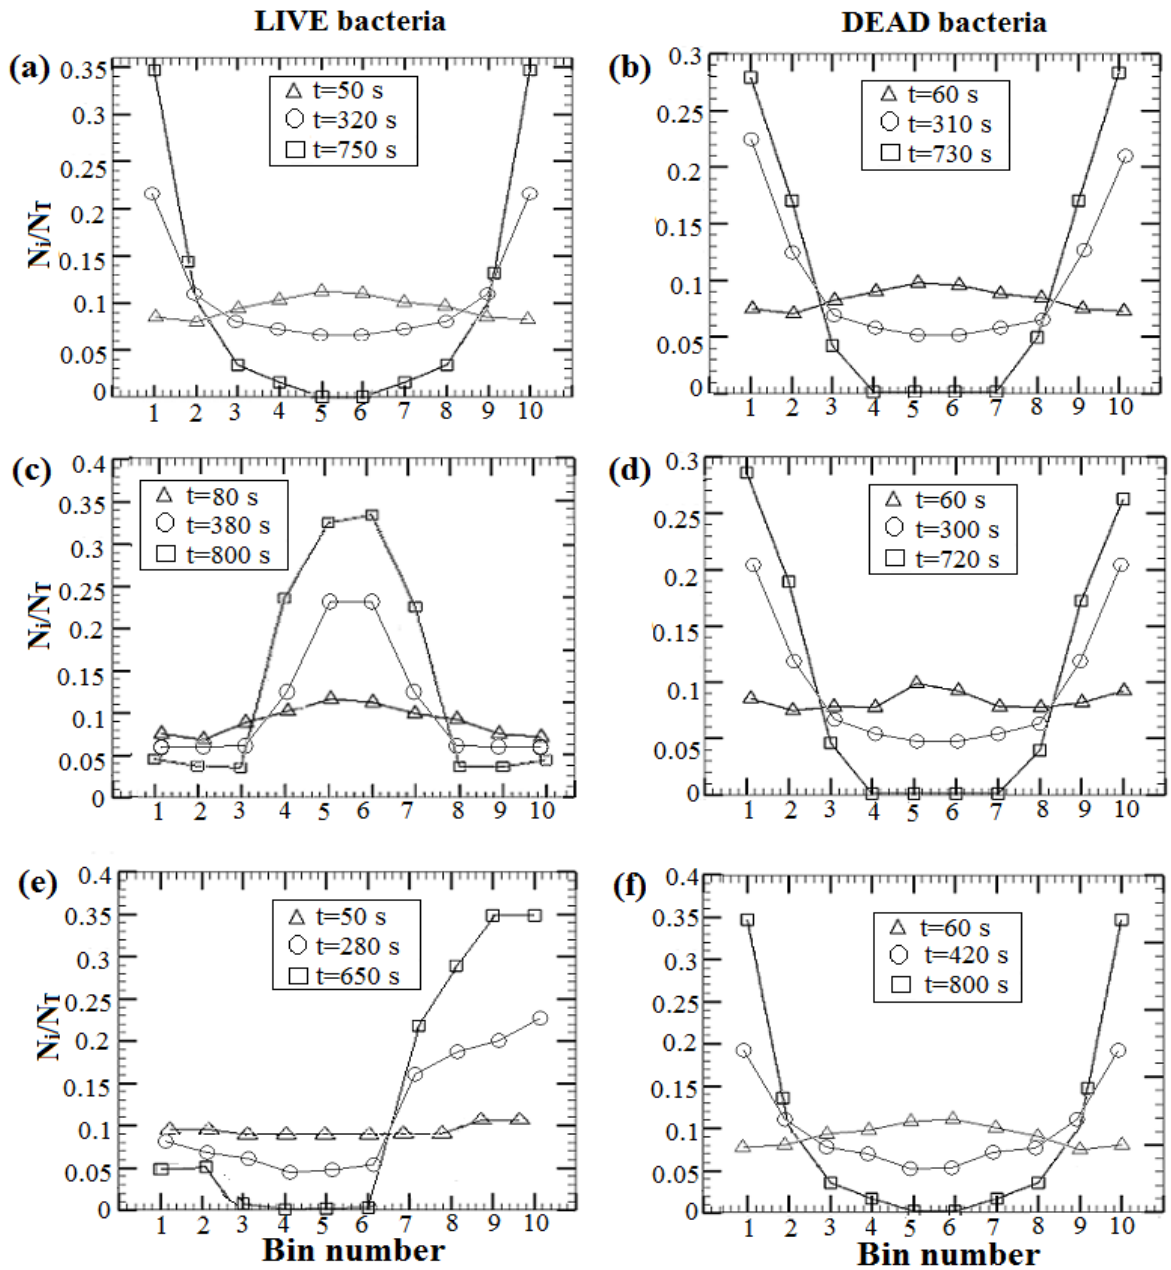 LIVE bacteria
DEAD bacteria
(a)
0.35
0.3
0.25
0.2
0.15
0.1
0.05
0
N_i/N_T
t=50 s
t=320 s
t=750 s
1 2 3 4 5 6 7 8 9 10
(b)
0.3
0.25
0.2
0.15
0.1
0.05
0
t=60 s
t=310 s
t=730 s
1 2 3 4 5 6 7 8 9 10
(c)
0.4
0.35
0.3
0.25
0.2
0.15
0.1
0.05
0
N_i/N_T
t=80 s
t=380 s
t=800 s
1 2 3 4 5 6 7 8 9 10
(d)
0.3
0.25
0.2
0.15
0.1
0.05
0
t=60 s
t=300 s
t=720 s
1 2 3 4 5 6 7 8 9 10
(e)
0.4
0.35
0.3
0.25
0.2
0.15
0.1
0.05
0
N_i/N_T
t=50 s
t=280 s
t=650 s
1 2 3 4 5 6 7 8 9 10
Bin number
(f)
0.4
0.35
0.3
0.25
0.2
0.15
0.1
0.05
0
t=60 s
t=420 s
t=800 s
1 2 3 4 5 6 7 8 9 10
Bin number